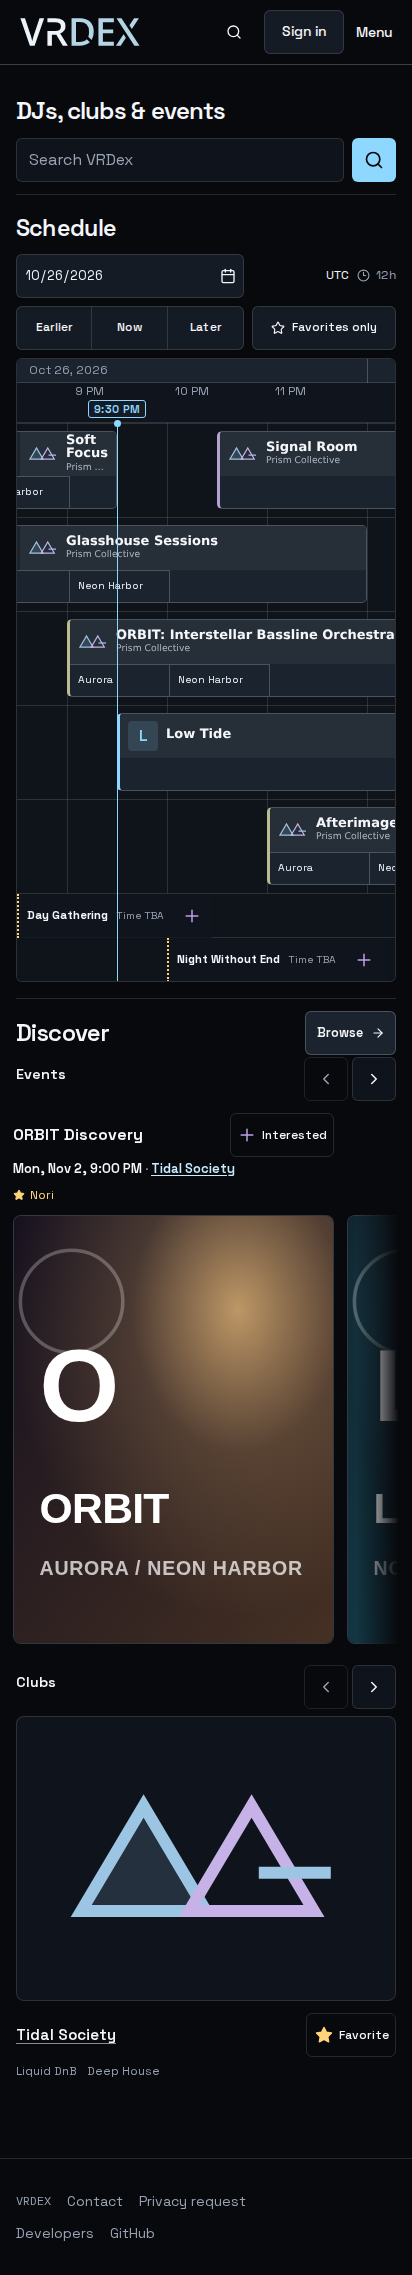 VRDEX
Sign in
Menu
DJs, clubs & events
Search VRDex
Schedule
10/26/2026
UTC 12h
Earlier Now Later Favorites only
Oct 26, 2026
9 PM 10 PM 11 PM
9:30 PM
Soft Focus
Prism ...
arbor
Signal Room
Prism Collective
Glasshouse Sessions
Prism Collective
Neon Harbor
ORBIT: Interstellar Bassline Orchestra
Prism Collective
Aurora Neon Harbor
L Low Tide
Afterimage
Prism Collective
Aurora Neo
Day Gathering Time TBA
Night Without End Time TBA
Discover
Browse
Events
ORBIT Discovery
Interested
Mon, Nov 2, 9:00 PM · Tidal Society
Nori
O
ORBIT
AURORA / NEON HARBOR
L
L
NO
Clubs
Tidal Society
Favorite
Liquid DnB Deep House
VRDEX Contact Privacy request
Developers GitHub